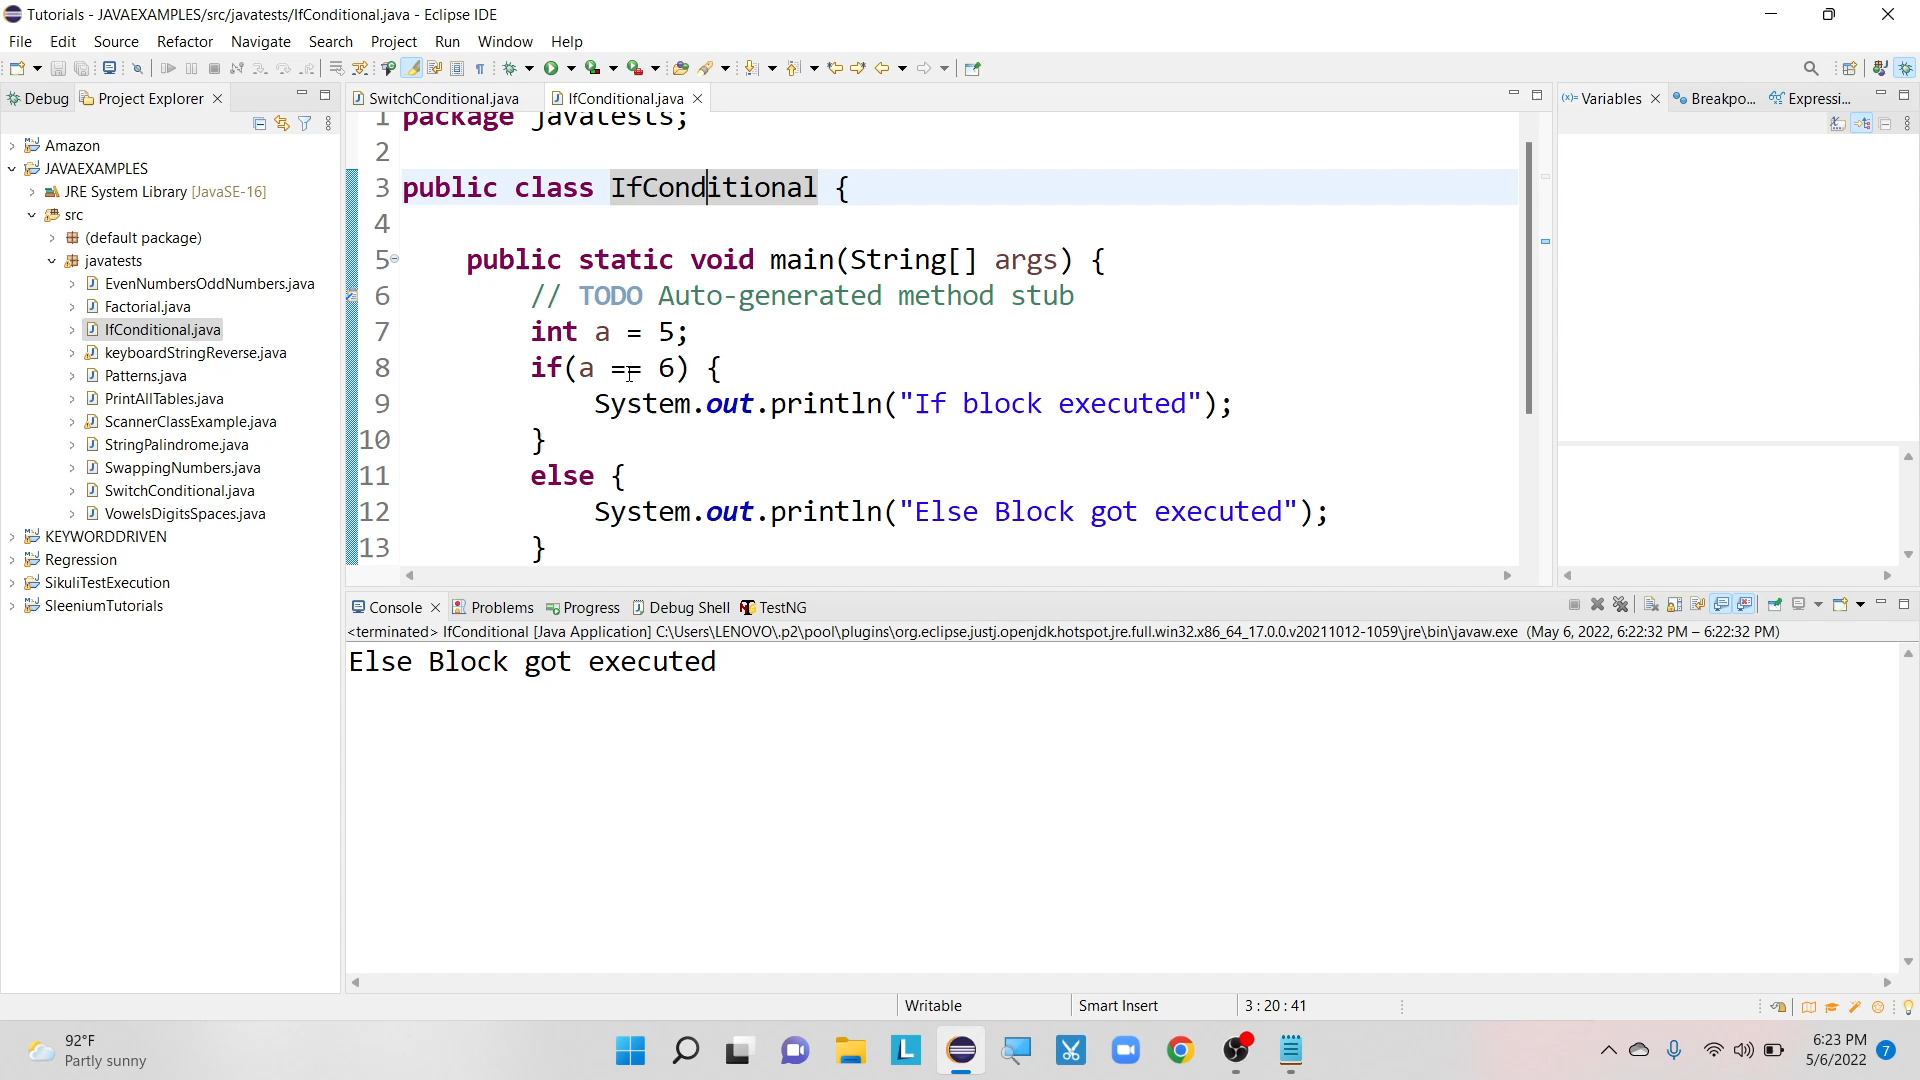 Tutorials - JAVAEXAMPLES/src/javatests/IfConditional.java - Eclipse IDE
File Edit Source Refactor Navigate Search Project Run Window Help
Debug Project Explorer
Amazon
JAVAEXAMPLES
JRE System Library [JavaSE-16]
src
(default package)
javatests
EvenNumbersOddNumbers.java
Factorial.java
IfConditional.java
keyboardStringReverse.java
Patterns.java
PrintAllTables.java
ScannerClassExample.java
StringPalindrome.java
SwappingNumbers.java
SwitchConditional.java
VowelsDigitsSpaces.java
KEYWORDDRIVEN
Regression
SikuliTestExecution
SleeniumTutorials
SwitchConditional.java IfConditional.java
1 package javatests;
2
3 public class IfConditional {
4
5 public static void main(String[] args) {
6 // TODO Auto-generated method stub
7 int a = 5;
8 if(a == 6) {
9 System.out.println("If block executed");
10 }
11 else {
12 System.out.println("Else Block got executed");
13 }
(x)= Variables Breakpo... Expressi...
Console Problems Progress Debug Shell TestNG
<terminated> IfConditional [Java Application] C:\Users\LENOVO\.p2\pool\plugins\org.eclipse.justj.openjdk.hotspot.jre.full.win32.x86_64_17.0.0.v20211012-1059\jre\bin\javaw.exe (May 6, 2022, 6:22:32 PM – 6:22:32 PM)
Else Block got executed
Writable Smart Insert 3 : 20 : 41
92°F
Partly sunny
6:23 PM
5/6/2022
7